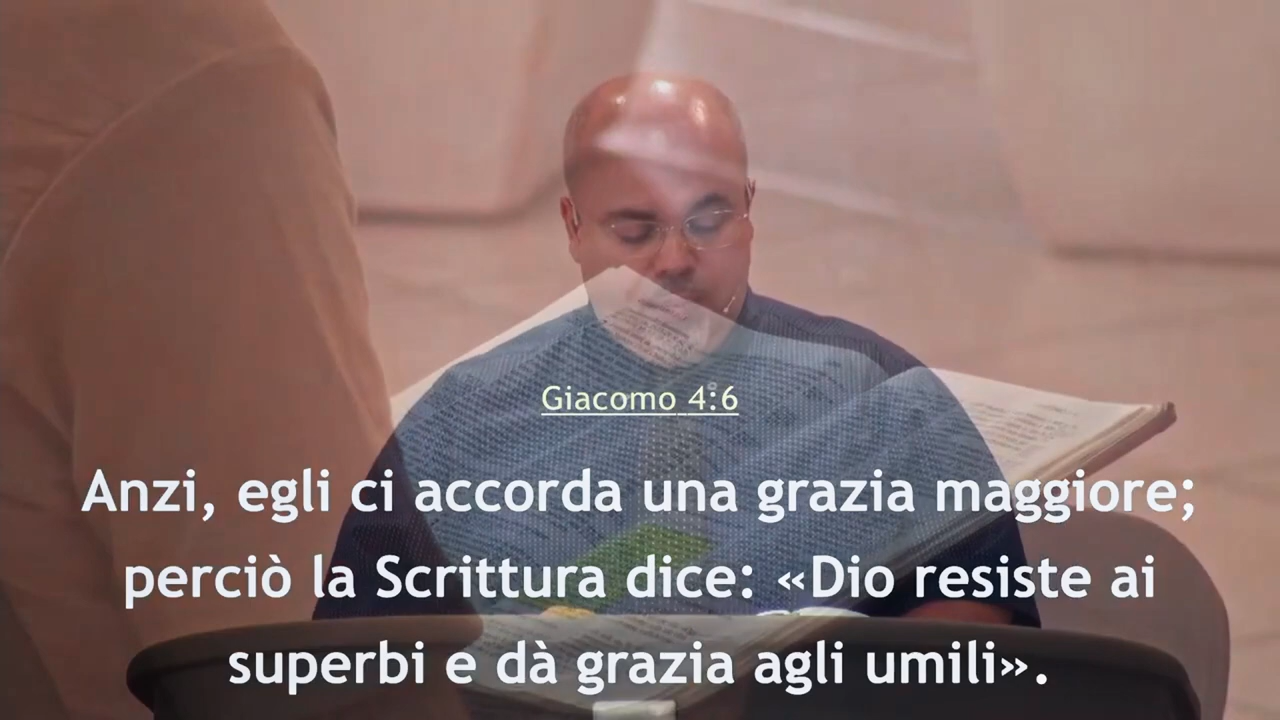 Giacomo 4:6
Anzi, egli ci accorda una grazia maggiore;
perciò la Scrittura dice: «Dio resiste ai
superbi e dà grazia agli umili».